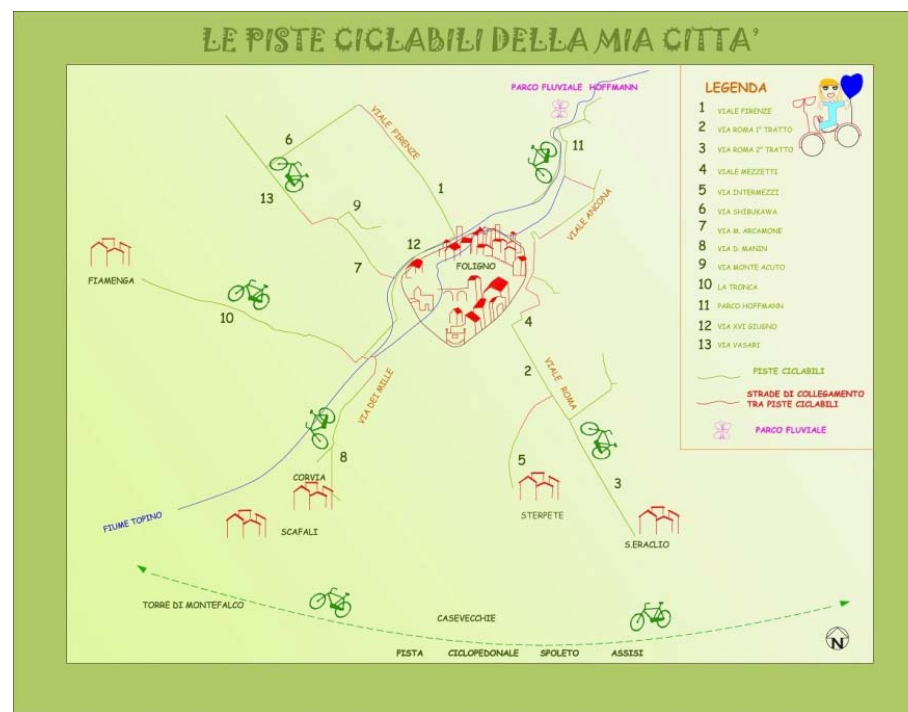 LE PISTE CICLABILI DELLA MIA CITTA'
PARCO FLUVIALE HOFFMANN
VIALE FIRENZE
6
11
13
9
1
VIALE ANCONA
12
FOLIGNO
7
FIAMENGA
10
4
2
VIALE ROMA
VIA DEI MILLE
8
5
3
CORVIA
FIUME TOPINO
SCAFALI
STERPETE
S.ERACLIO
TORRE DI MONTEFALCO
CASEVECCHIE
PISTA CICLOPEDONALE SPOLETO ASSISI
N
LEGENDA
1 VIALE FIRENZE
2 VIA ROMA 1° TRATTO
3 VIA ROMA 2° TRATTO
4 VIALE MEZZETTI
5 VIA INTERMEZZI
6 VIA SHIBUKAWA
7 VIA M. ARCAMONE
8 VIA D. MANIN
9 VIA MONTE ACUTO
10 LA TRONCA
11 PARCO HOFFMANN
12 VIA XVI GIUGNO
13 VIA VASARI
PISTE CICLABILI
STRADE DI COLLEGAMENTO
TRA PISTE CICLABILI
PARCO FLUVIALE